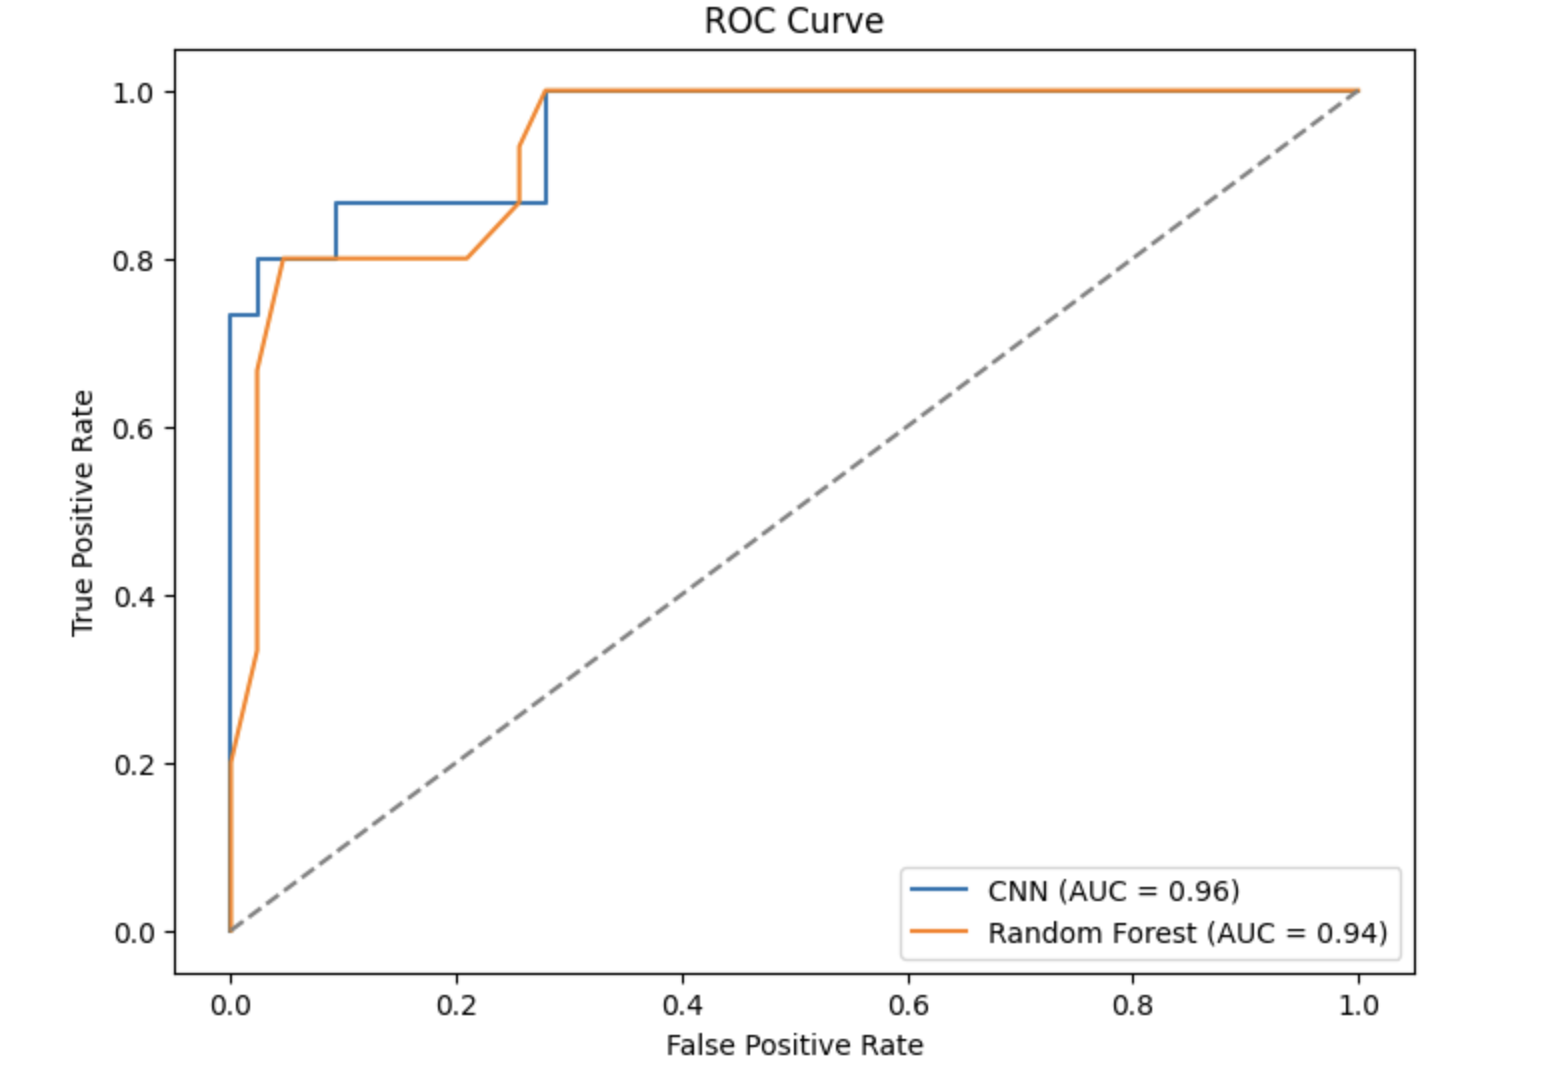 ROC Curve
1.0
0.8
0.6
0.4
0.2
0.0
True Positive Rate
0.0 0.2 0.4 0.6 0.8 1.0
False Positive Rate
CNN (AUC = 0.96)
Random Forest (AUC = 0.94)